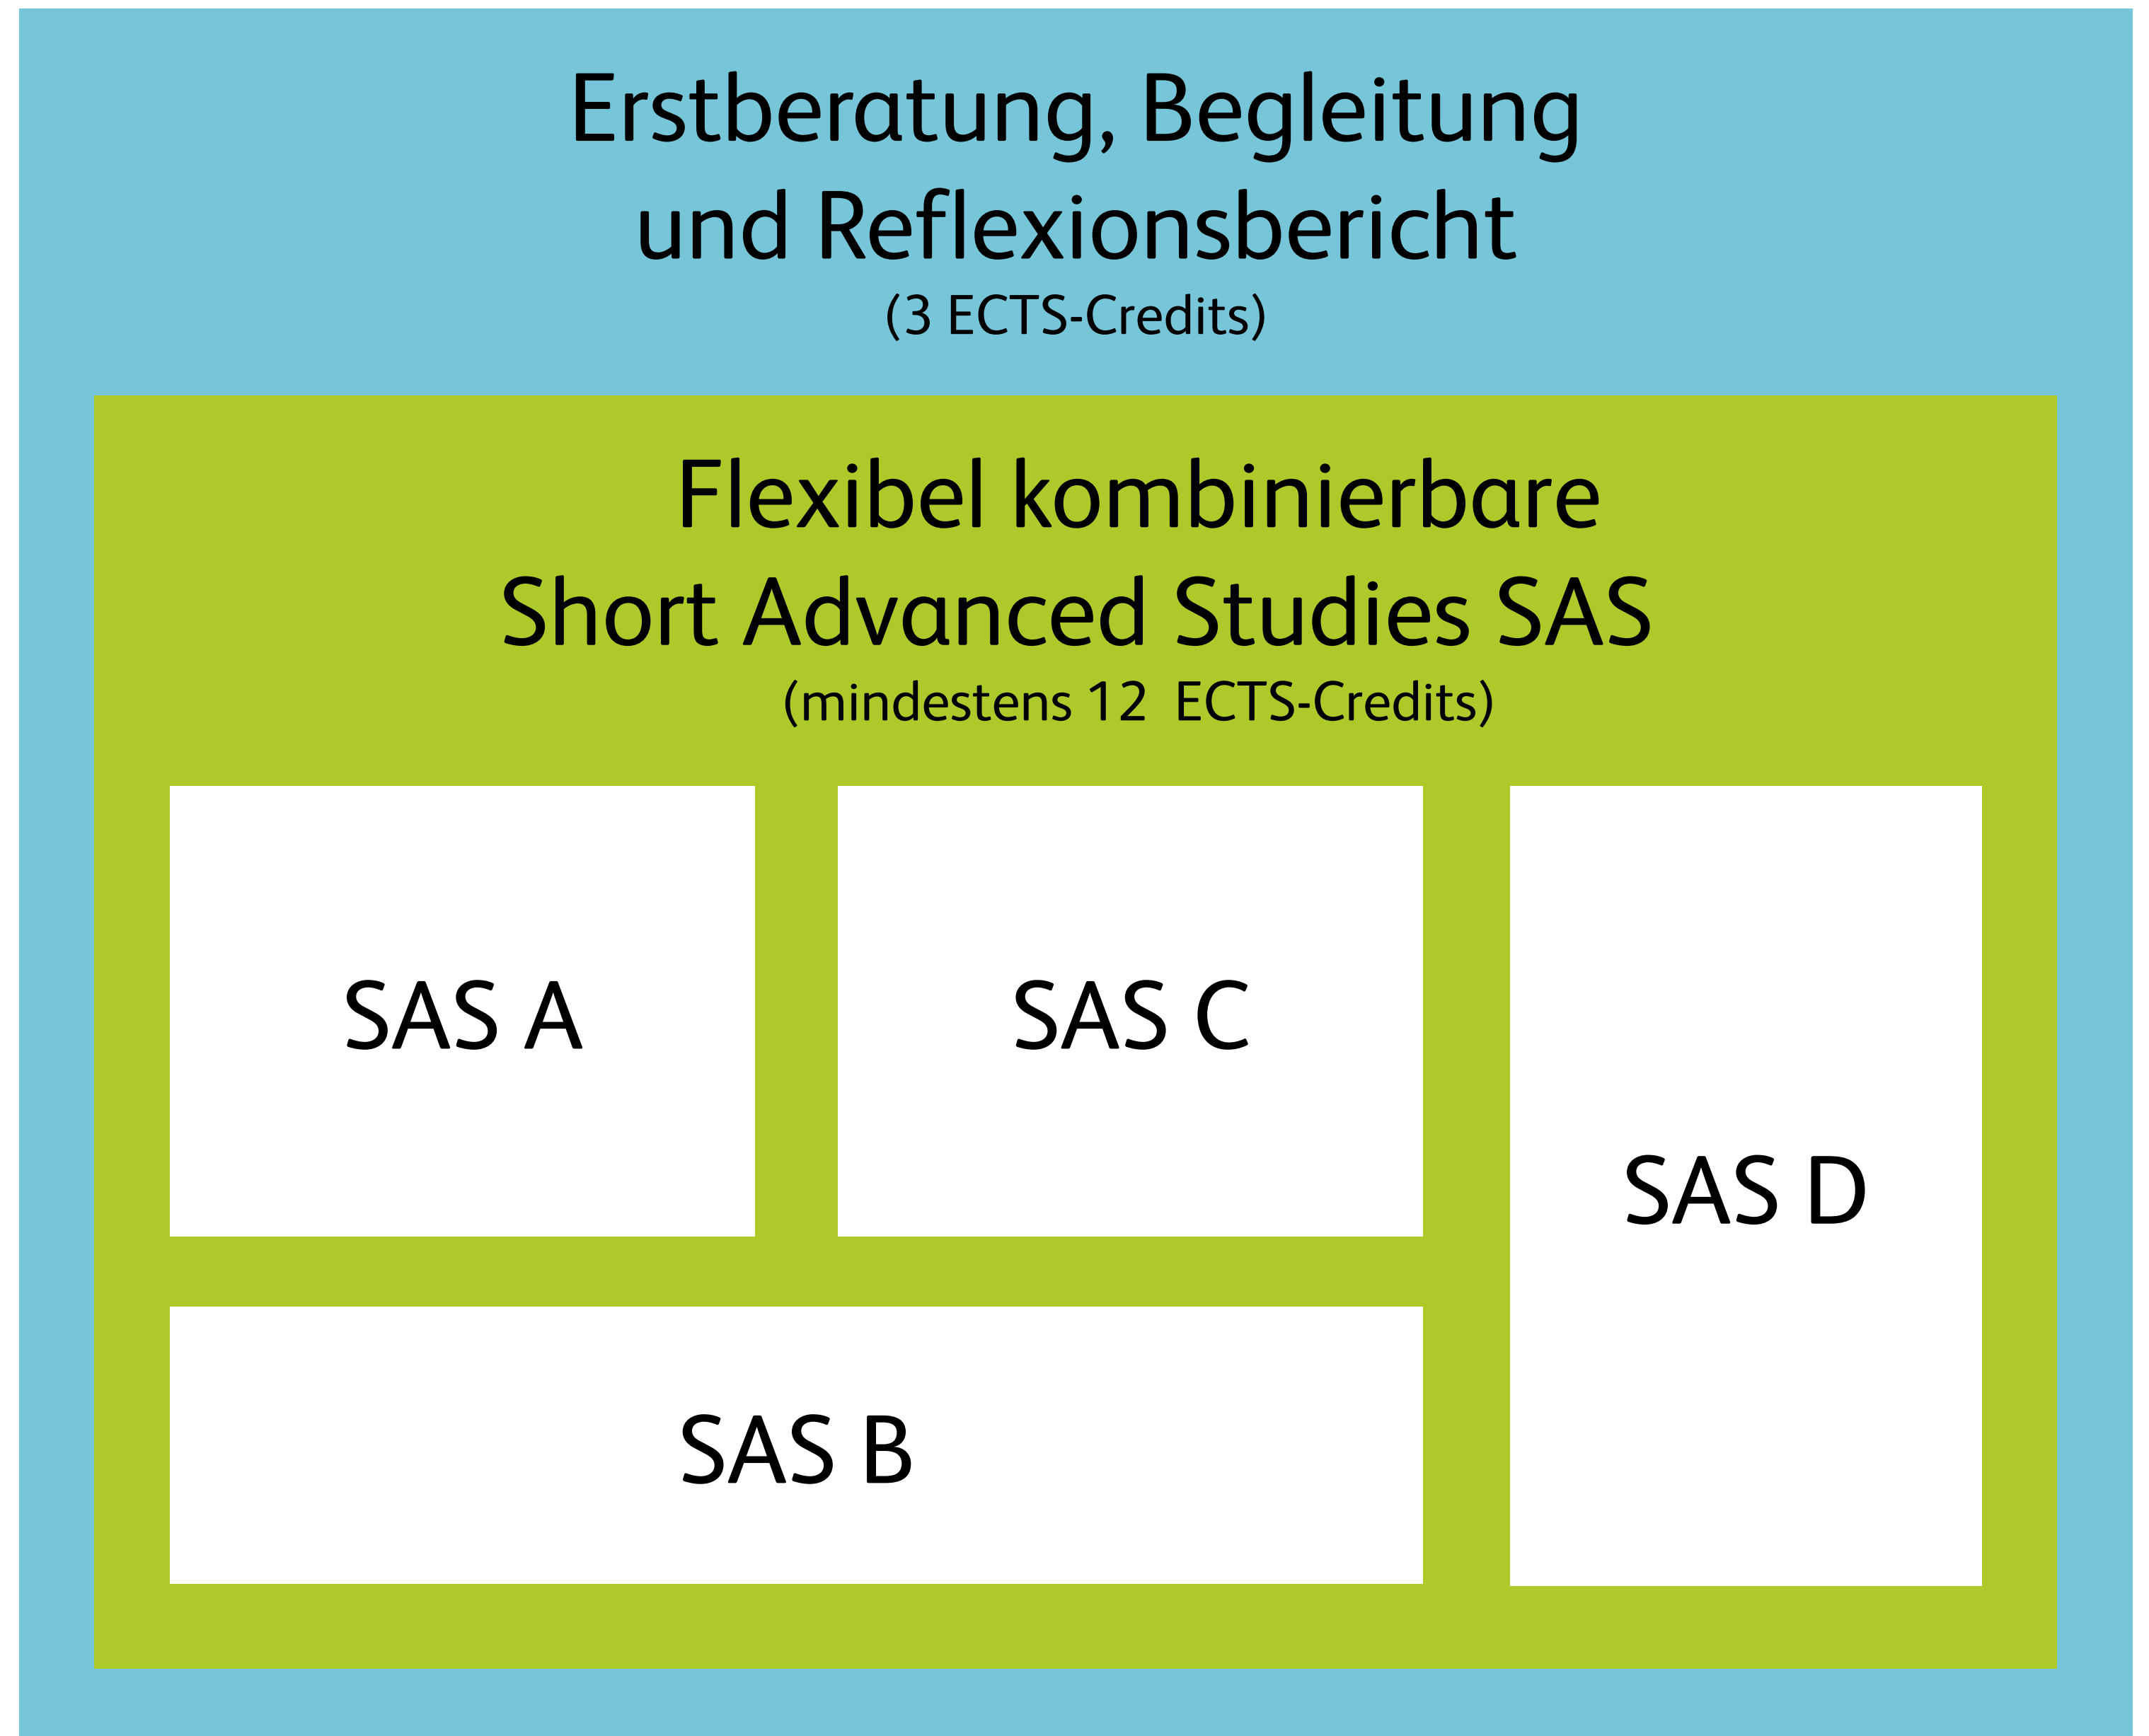 Erstberatung, Begleitung
und Reflexionsbericht
(3 ECTS-Credits)
Flexibel kombinierbare
Short Advanced Studies SAS
(mindestens 12 ECTS-Credits)
SAS A
SAS C
SAS D
SAS B